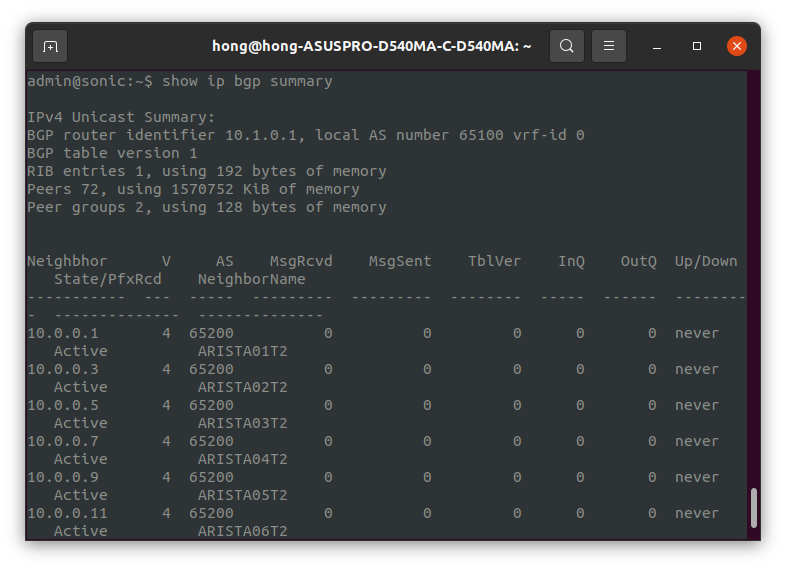 hong@hong-ASUSPRO-D540MA-C-D540MA: ~
admin@sonic:~$ show ip bgp summary
IPv4 Unicast Summary:
BGP router identifier 10.1.0.1, local AS number 65100 vrf-id 0
BGP table version 1
RIB entries 1, using 192 bytes of memory
Peers 72, using 1570752 KiB of memory
Peer groups 2, using 128 bytes of memory
Neighbhor      V     AS    MsgRcvd    MsgSent    TblVer    InQ    OutQ  Up/Down
   State/PfxRcd    NeighborName
-----------  ---  -----  ---------  ---------  --------  -----  ------  --------
-  --------------  --------------
10.0.0.1       4  65200          0          0         0      0       0  never
   Active          ARISTA01T2
10.0.0.3       4  65200          0          0         0      0       0  never
   Active          ARISTA02T2
10.0.0.5       4  65200          0          0         0      0       0  never
   Active          ARISTA03T2
10.0.0.7       4  65200          0          0         0      0       0  never
   Active          ARISTA04T2
10.0.0.9       4  65200          0          0         0      0       0  never
   Active          ARISTA05T2
10.0.0.11      4  65200          0          0         0      0       0  never
   Active          ARISTA06T2